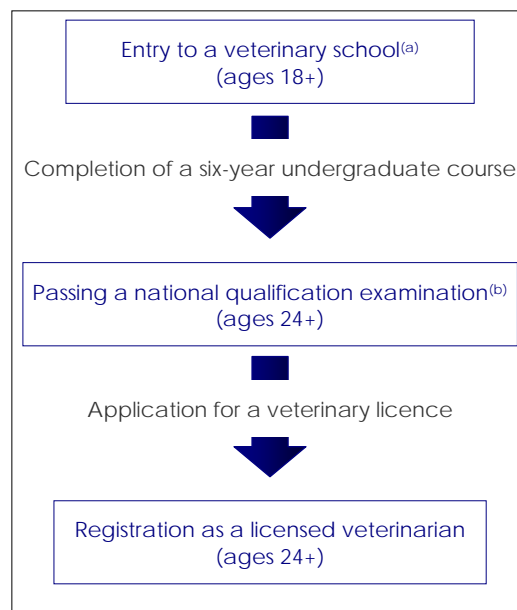 Entry to a veterinary school(a)
(ages 18+)
Completion of a six-year undergraduate course
Passing a national qualification examination(b)
(ages 24+)
Application for a veterinary licence
Registration as a licensed veterinarian
(ages 24+)